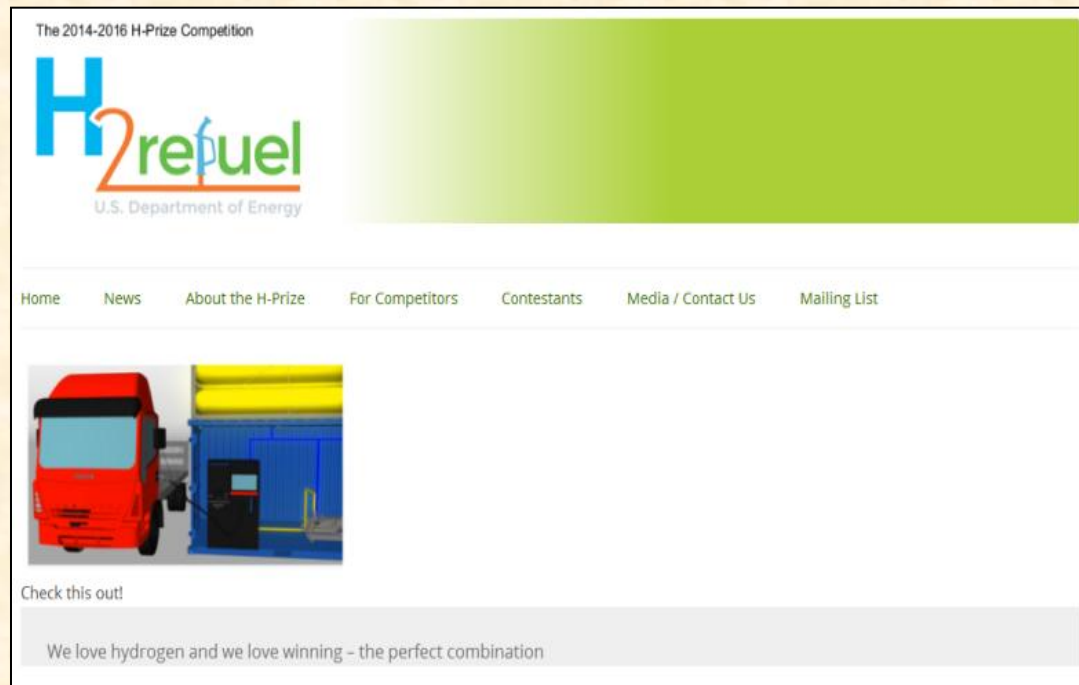 The 2014-2016 H-Prize Competition
H2refuel
U.S. Department of Energy
Home News About the H-Prize For Competitors Contestants Media / Contact Us Mailing List
Check this out!
We love hydrogen and we love winning – the perfect combination